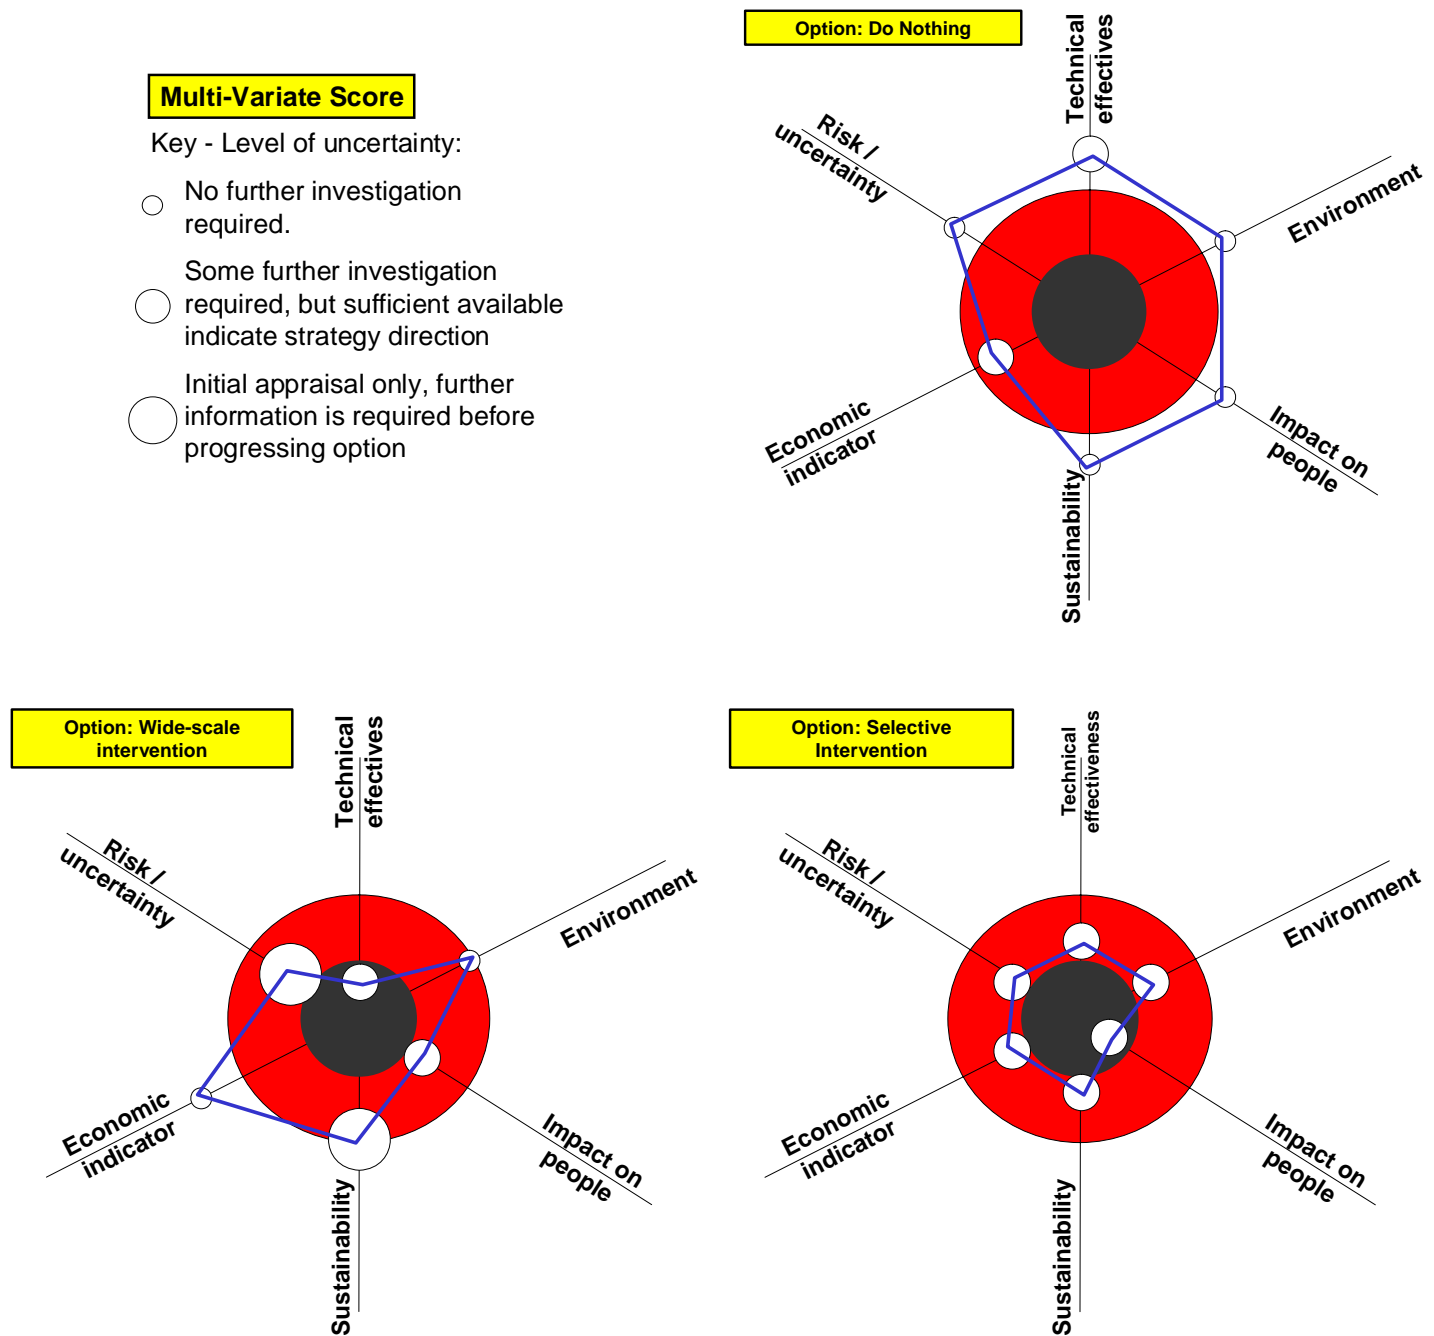 Multi-Variate Score
Key - Level of uncertainty:
No further investigation
required.
Some further investigation
required, but sufficient available
indicate strategy direction
Initial appraisal only, further
information is required before
progressing option
Option: Do Nothing
Technical
effectives
Risk /
uncertainty
Environment
Economic
indicator
Impact on
people
Sustainability
Option: Wide-scale
intervention
Technical
effectives
Risk /
uncertainty
Environment
Economic
indicator
Impact on
people
Sustainability
Option: Selective
Intervention
Technical
effectiveness
Risk /
uncertainty
Environment
Economic
indicator
Impact on
people
Sustainability